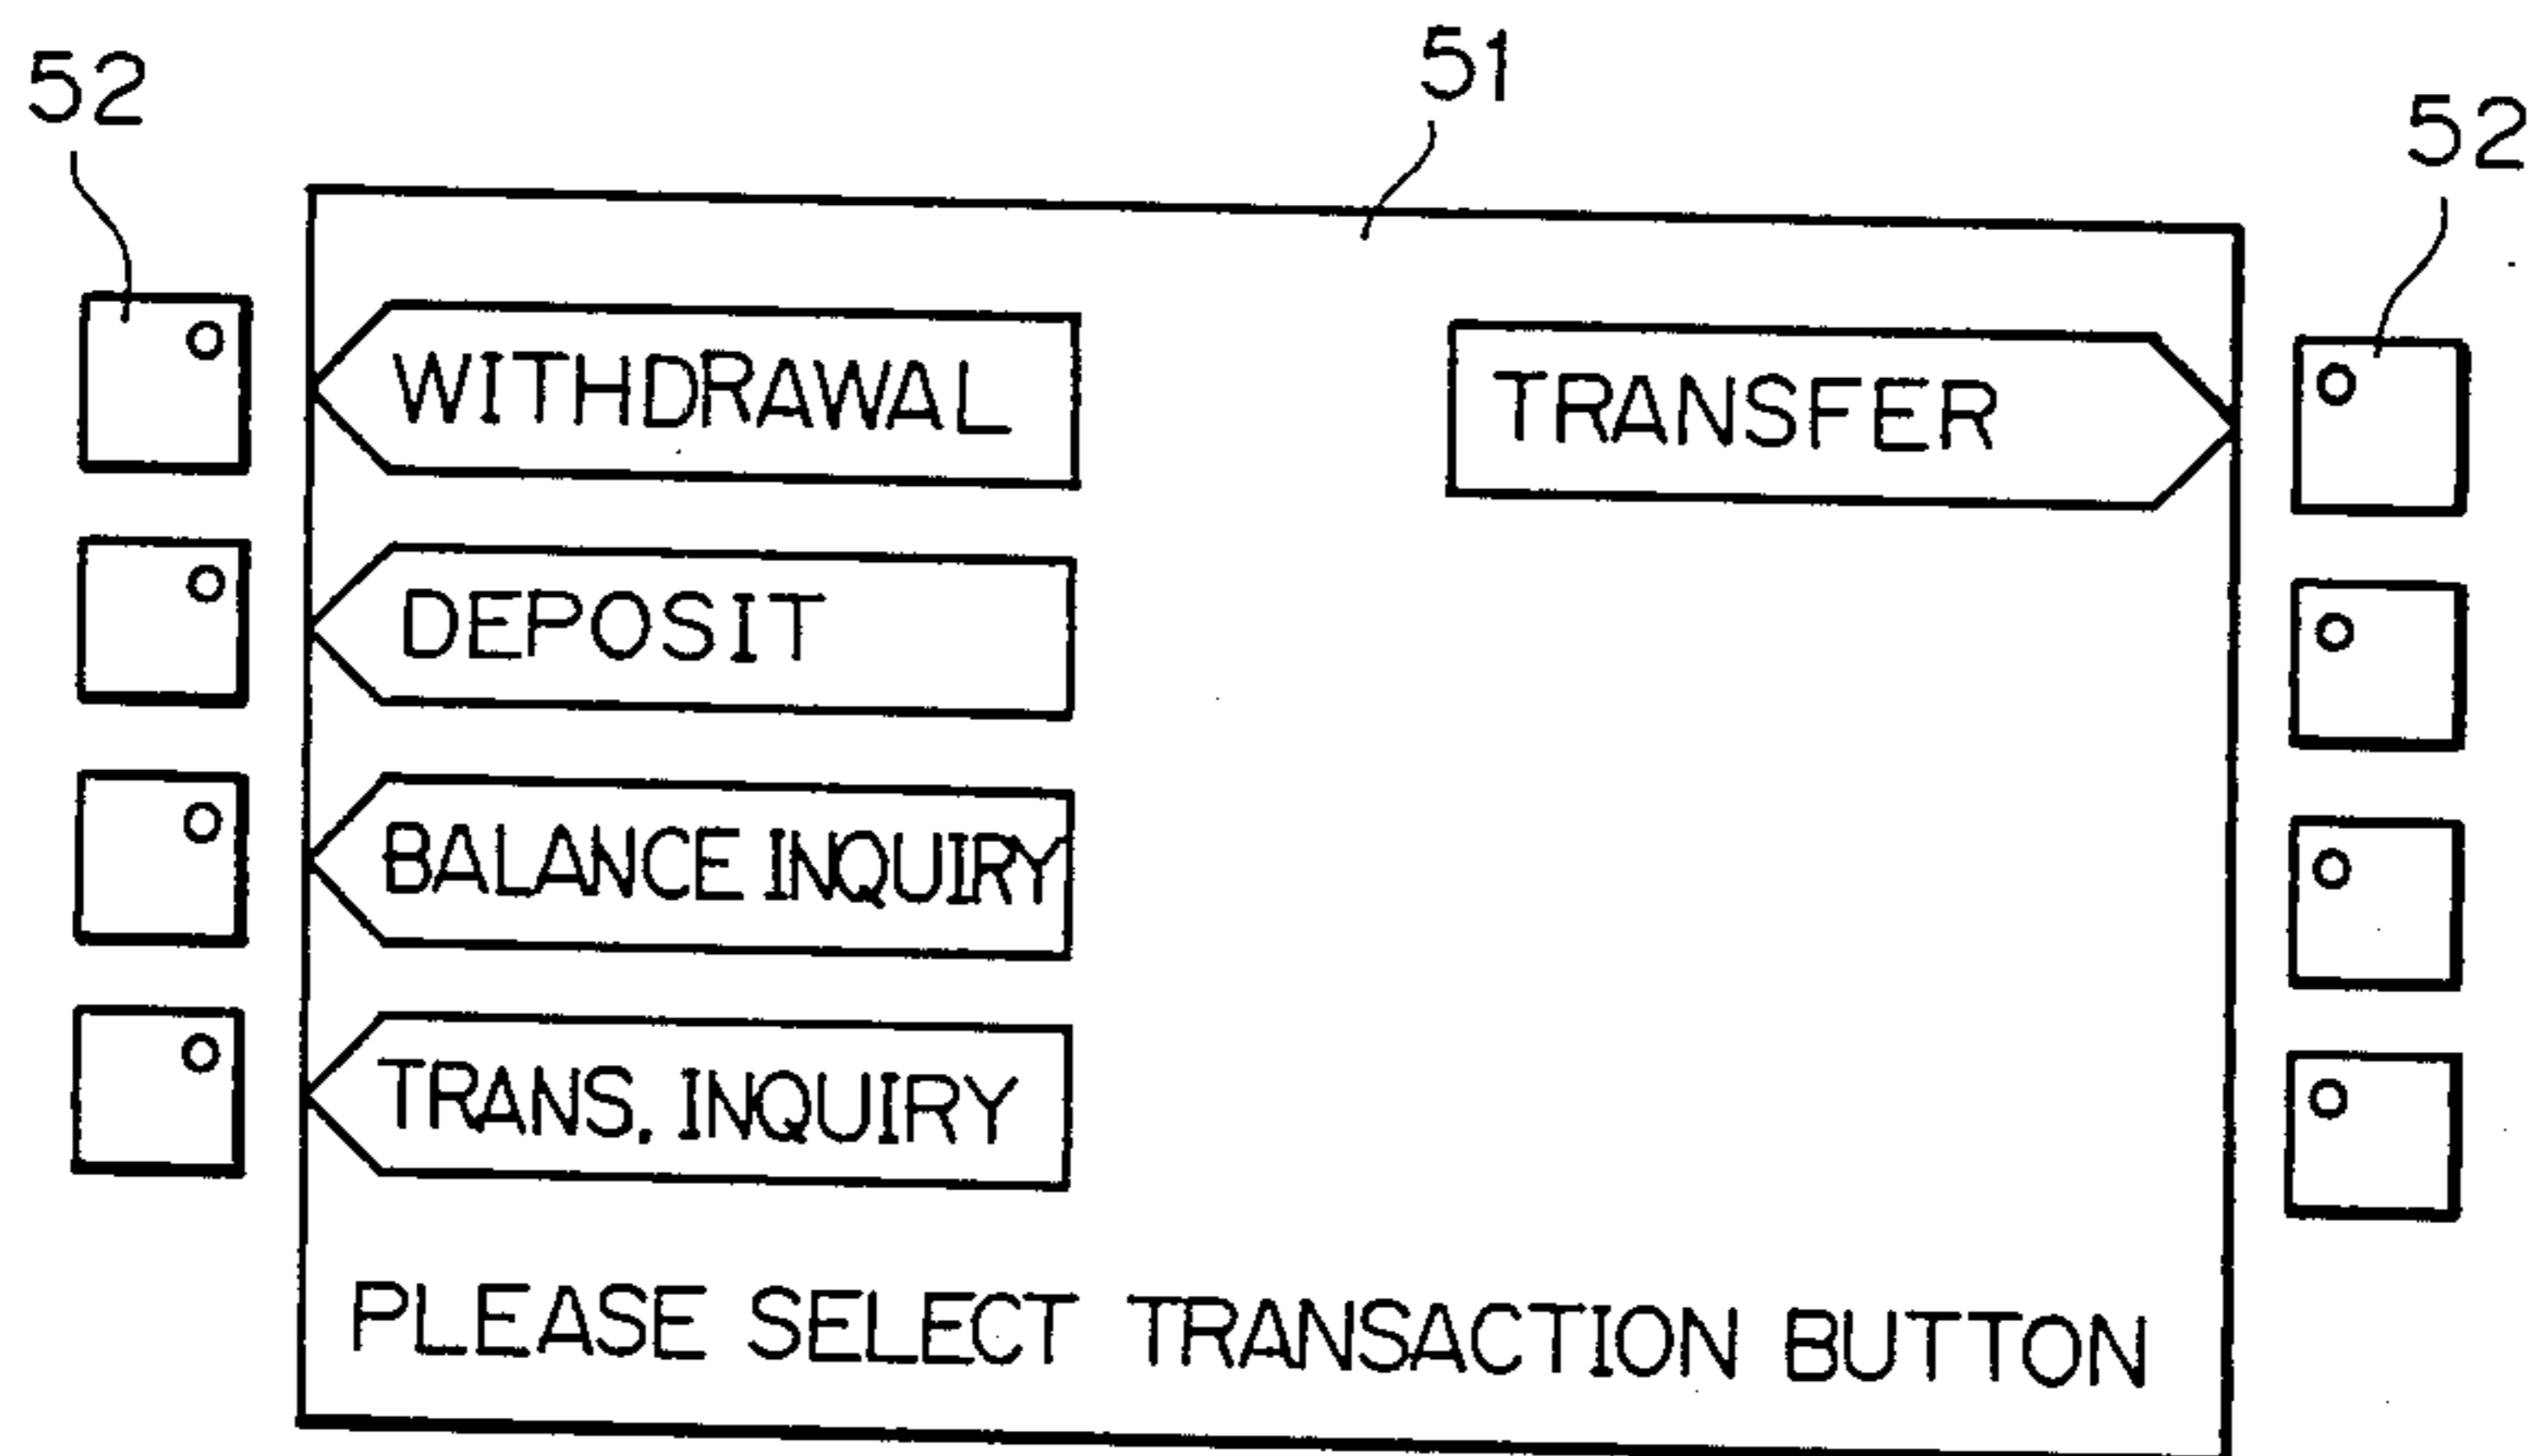 52
51
52
WITHDRAWAL
TRANSFER
DEPOSIT
BALANCE INQUIRY
TRANS. INQUIRY
PLEASE SELECT TRANSACTION BUTTON